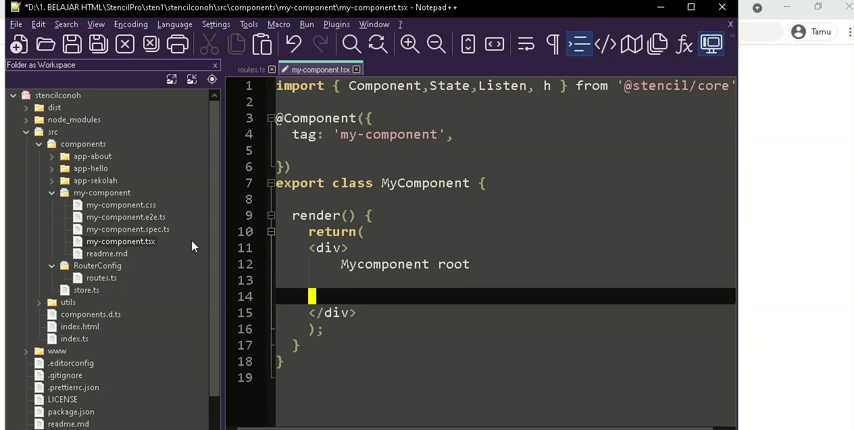 *D:\1. BELAJAR HTML\StencilPro\sten1\stencilconoh\src\components\my-component\my-component.tsx - Notepad++
File Edit Search View Encoding Language Settings Tools Macro Run Plugins Window ? X
Tamu
Folder as Workspace x
routes.ts
my-component.tsx
stencilconoh
dist
node_modules
src
components
app-about
app-hello
app-sekolah
my-component
my-component.css
my-component.e2e.ts
my-component.spec.ts
my-component.tsx
readme.md
RouterConfig
routes.ts
store.ts
utils
components.d.ts
index.html
index.ts
www
.editorconfig
.gitignore
.prettierrc.json
LICENSE
package.json
readme.md
1 import { Component,State,Listen, h } from '@stencil/core'
2
3 @Component({
4 tag: 'my-component',
5
6 })
7 export class MyComponent {
8
9 render() {
10 return(
11 <div>
12 Mycomponent root
13
14
15 </div>
16 );
17 }
18 }
19